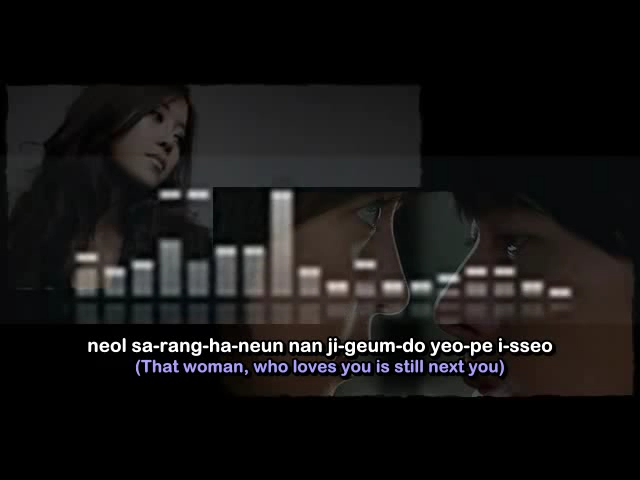 neol sa-rang-ha-neun nan ji-geum-do yeo-pe i-sseo
(That woman, who loves you is still next you)